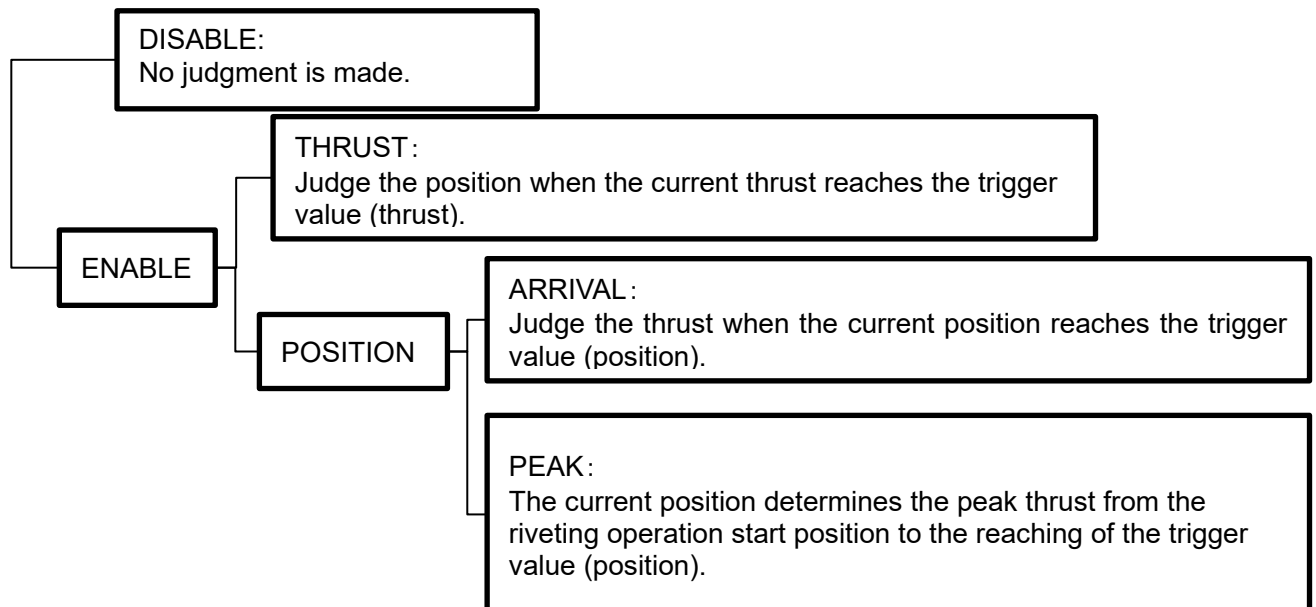 DISABLE:
No judgment is made.
THRUST:
Judge the position when the current thrust reaches the trigger
value (thrust).
ENABLE
ARRIVAL:
Judge the thrust when the current position reaches the trigger
value (position).
POSITION
PEAK:
The current position determines the peak thrust from the
riveting operation start position to the reaching of the trigger
value (position).